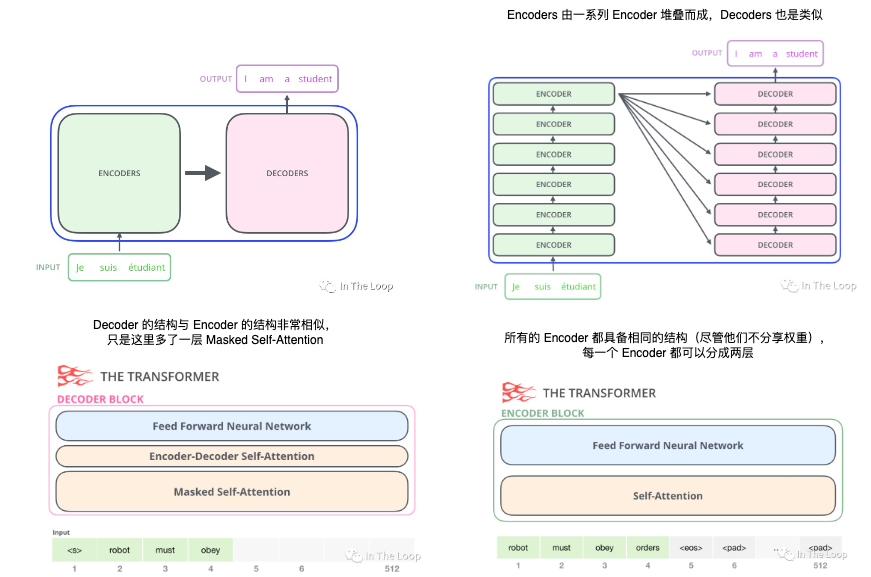 OUTPUT I am a student
ENCODERS DECODERS
INPUT Je suis étudiant
In The Loop
Encoders 由一系列 Encoder 堆叠而成，Decoders 也是类似
OUTPUT I am a student
ENCODER DECODER
ENCODER DECODER
ENCODER DECODER
ENCODER DECODER
ENCODER DECODER
ENCODER DECODER
INPUT Je suis étudiant
In The Loop
Decoder 的结构与 Encoder 的结构非常相似，
只是这里多了一层 Masked Self-Attention
THE TRANSFORMER
DECODER BLOCK
Feed Forward Neural Network
Encoder-Decoder Self-Attention
Masked Self-Attention
Input
<s> robot must obey
1 2 3 4 5 6 512
In The Loop
所有的 Encoder 都具备相同的结构（尽管他们不分享权重），
每一个 Encoder 都可以分成两层
THE TRANSFORMER
ENCODER BLOCK
Feed Forward Neural Network
Self-Attention
robot must obey orders <eos> <pad> ... <pad>
1 2 3 4 5 6 512
In The Loop